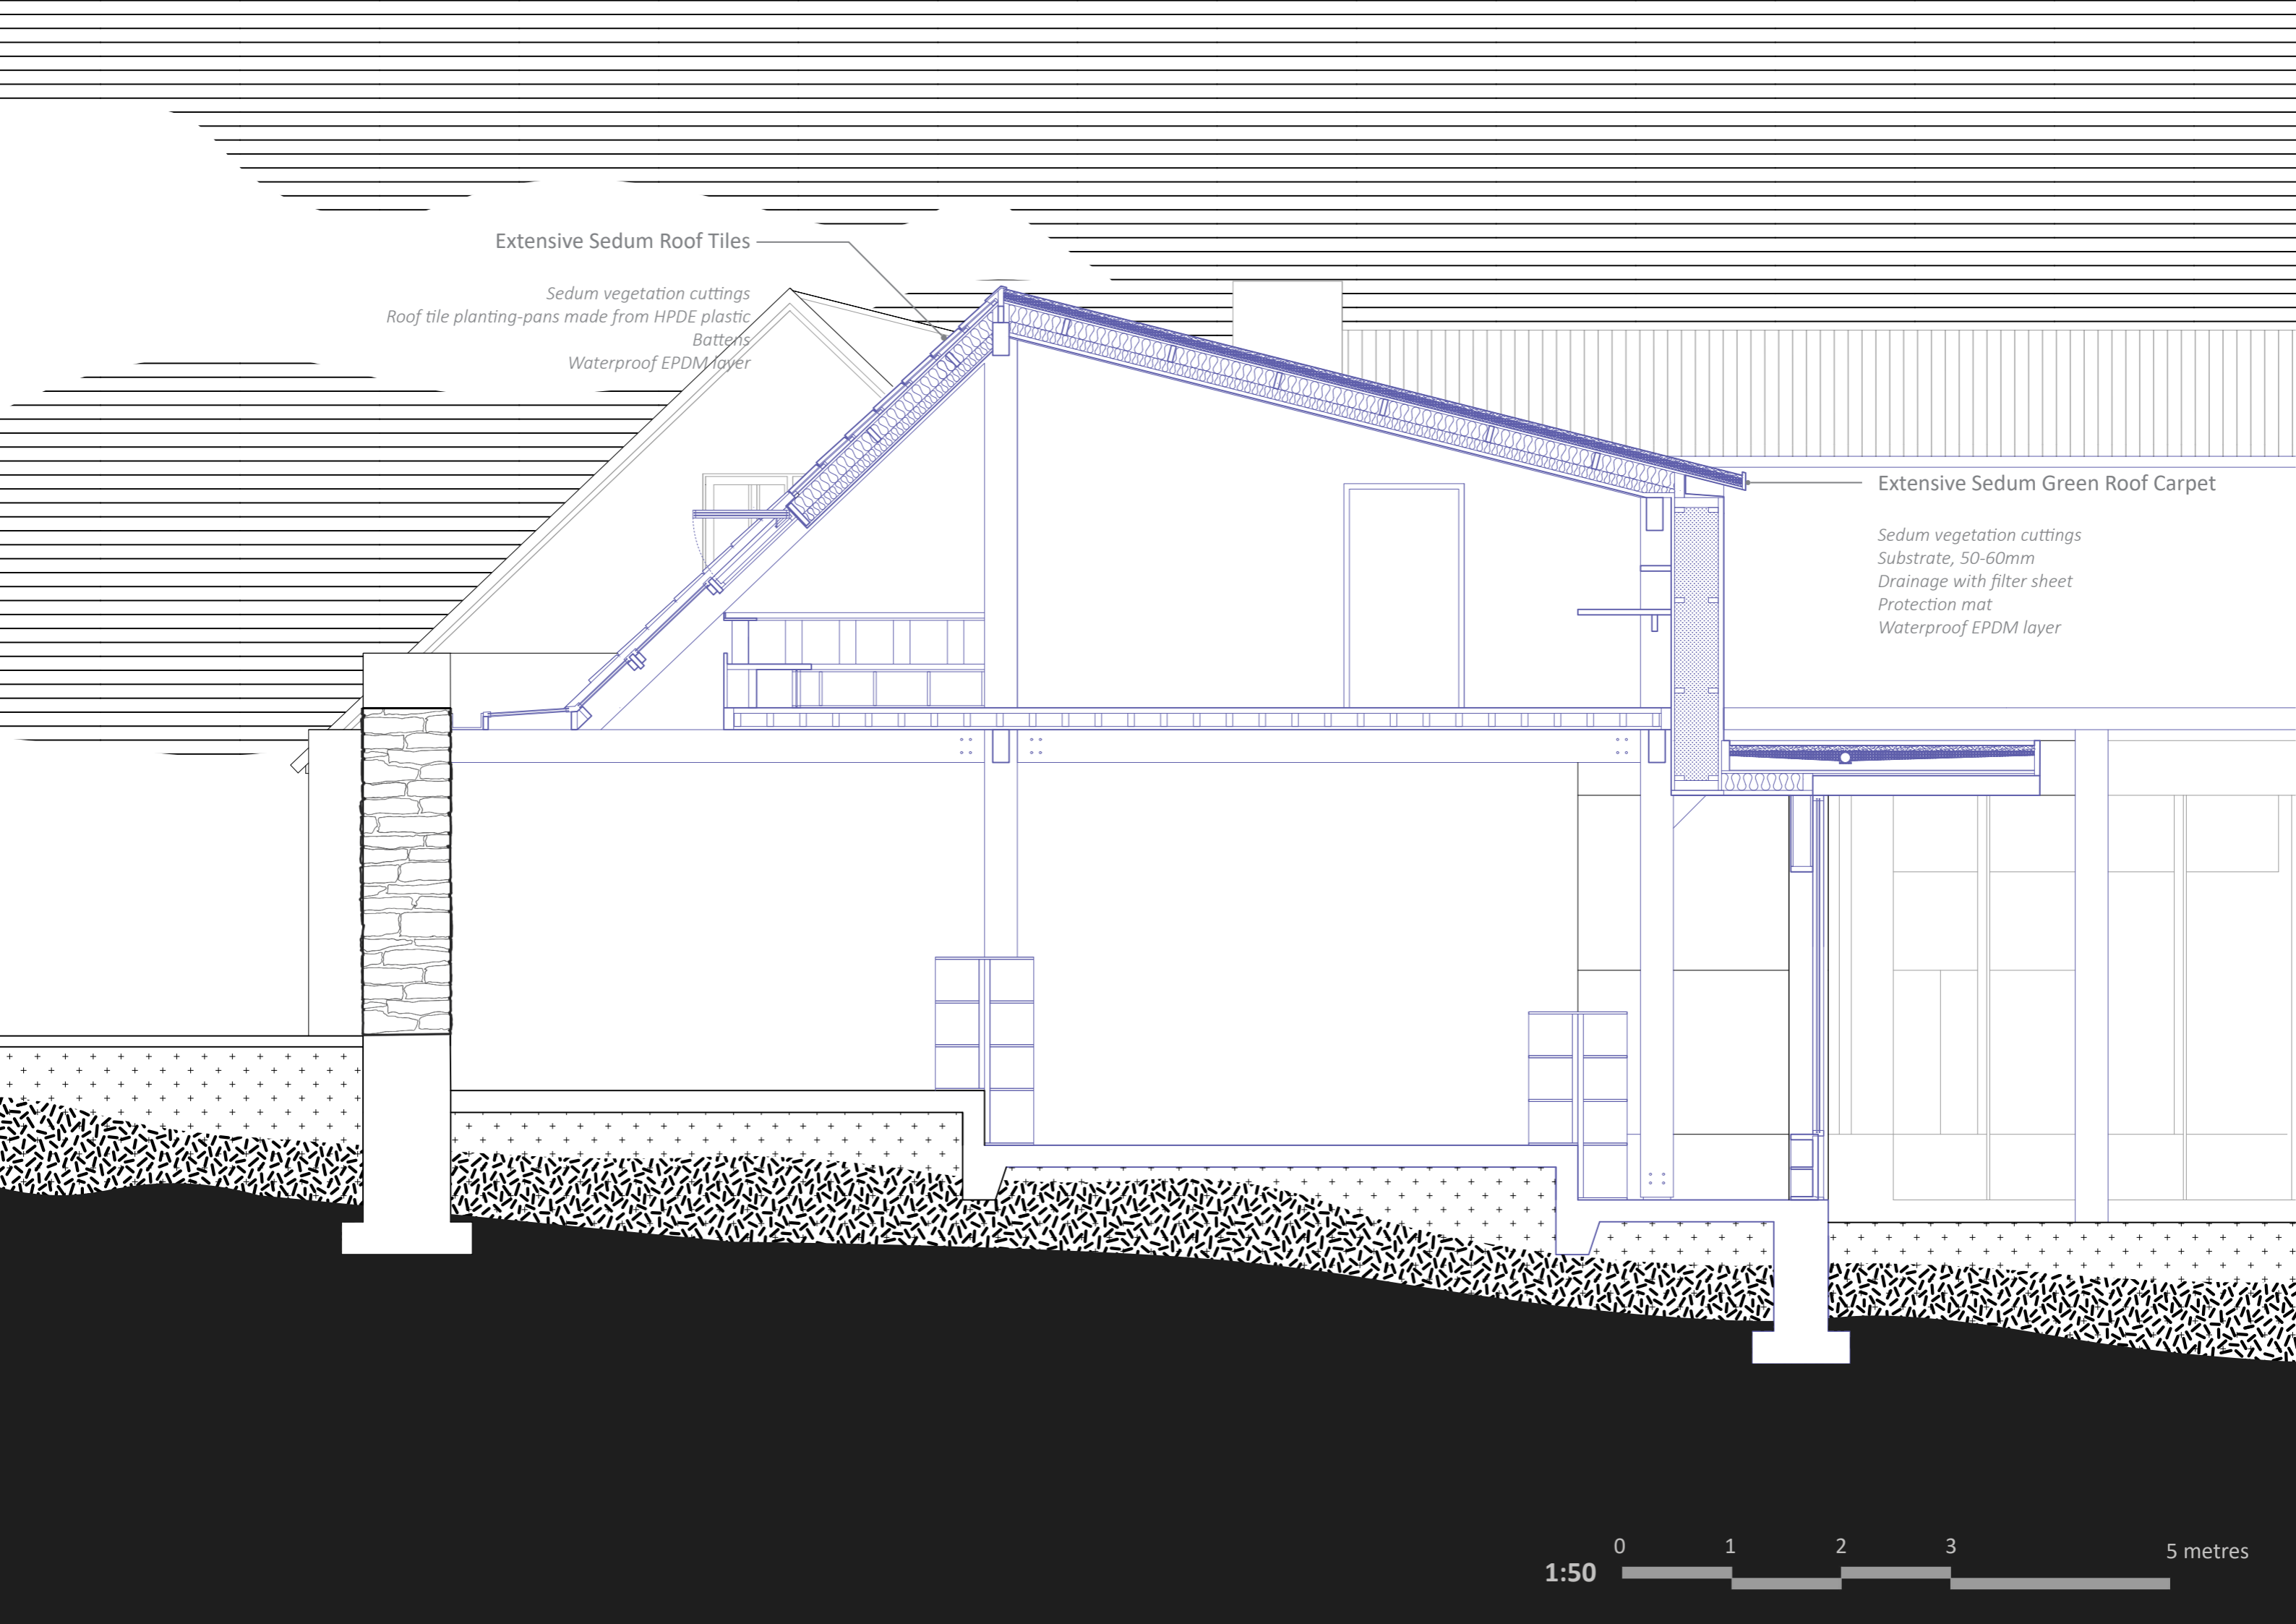 Extensive Sedum Roof Tiles
Sedum vegetation cuttings
Roof tile planting-pans made from HPDE plastic
Battens
Waterproof EPDM layer
Extensive Sedum Green Roof Carpet
Sedum vegetation cuttings
Substrate, 50-60mm
Drainage with filter sheet
Protection mat
Waterproof EPDM layer
0 1 2 3 5 metres
1:50